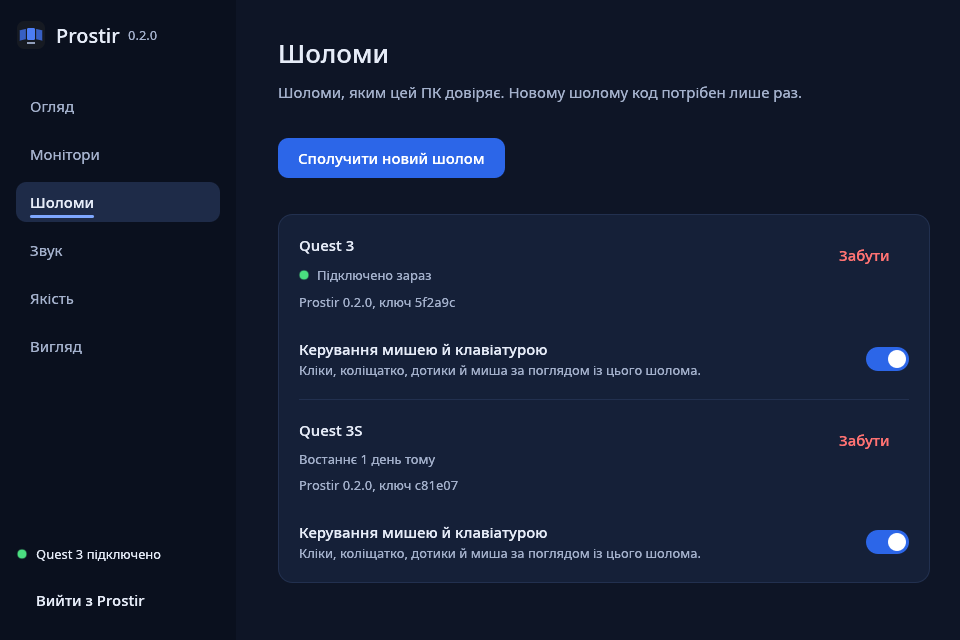 Prostir 0.2.0
Огляд
Монітори
Шоломи
Звук
Якість
Вигляд
Quest 3 підключено
Вийти з Prostir
Шоломи
Шоломи, яким цей ПК довіряє. Новому шолому код потрібен лише раз.
Сполучити новий шолом
Quest 3
Забути
Підключено зараз
Prostir 0.2.0, ключ 5f2a9c
Керування мишею й клавіатурою
Кліки, коліщатко, дотики й миша за поглядом із цього шолома.
Quest 3S
Забути
Востаннє 1 день тому
Prostir 0.2.0, ключ c81e07
Керування мишею й клавіатурою
Кліки, коліщатко, дотики й миша за поглядом із цього шолома.